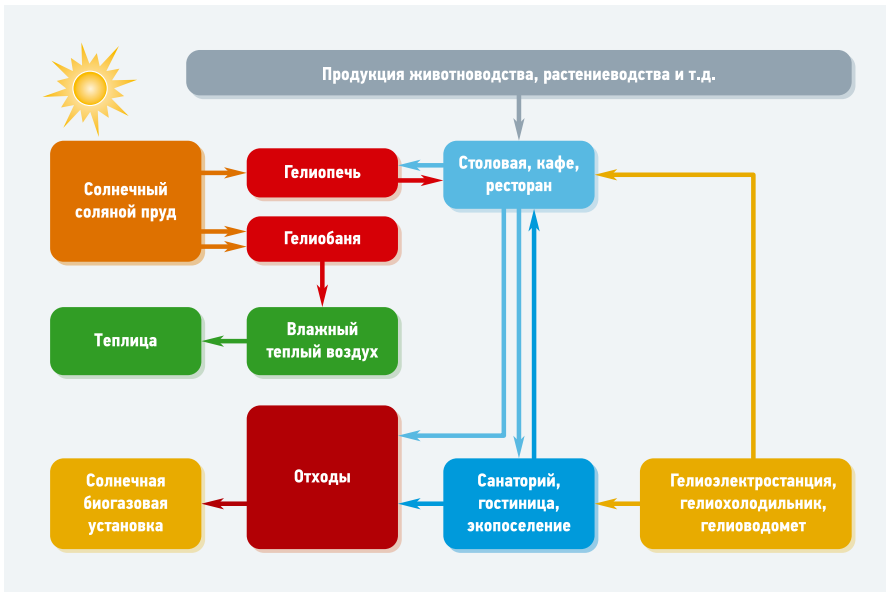 Продукция животноводства, растениеводства и т.д.
Солнечный
соляной пруд
Гелиопечь
Столовая, кафе,
ресторан
Гелиобаня
Теплица
Влажный
теплый воздух
Солнечная
биогазовая
установка
Отходы
Санаторий,
гостиница,
экопоселение
Гелиоэлектростанция,
гелиохолодильник,
гелиоводомет